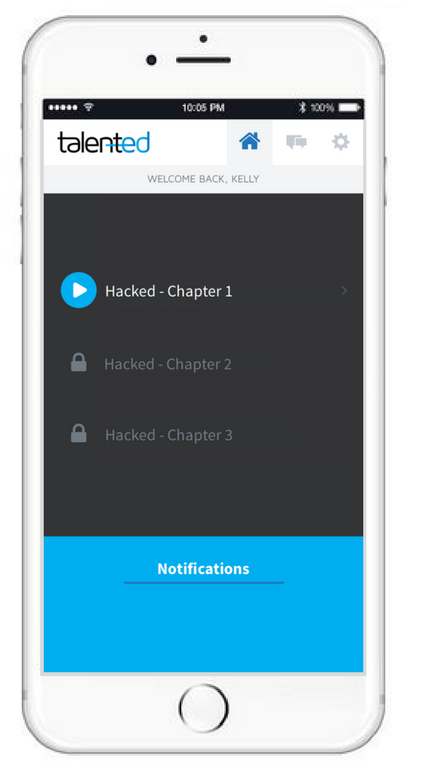 10:05 PM
100%
talented
WELCOME BACK, KELLY
Hacked - Chapter 1
Hacked - Chapter 2
Hacked - Chapter 3
Notifications